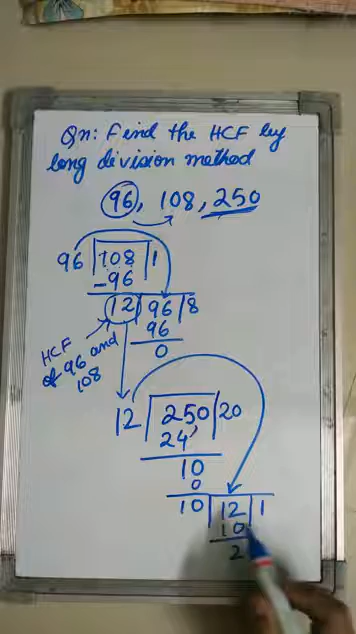 Qn: Find the HCF by
long division method
96, 108, 250
96 108 1
-96
12 96 8
96
0
HCF
of 96 and
108
12 250 20
24
10
0
10 12 1
10
2